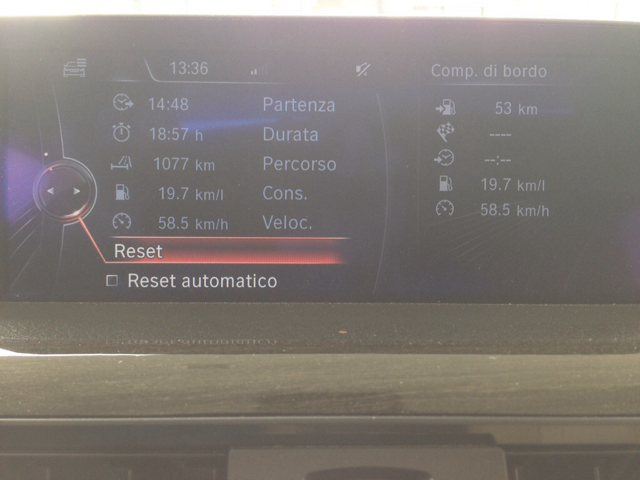 13:36
Comp. di bordo
14:48 Partenza
18:57 h Durata
1077 km Percorso
19.7 km/l Cons.
58.5 km/h Veloc.
Reset
Reset automatico
53 km
----
--:--
19.7 km/l
58.5 km/h